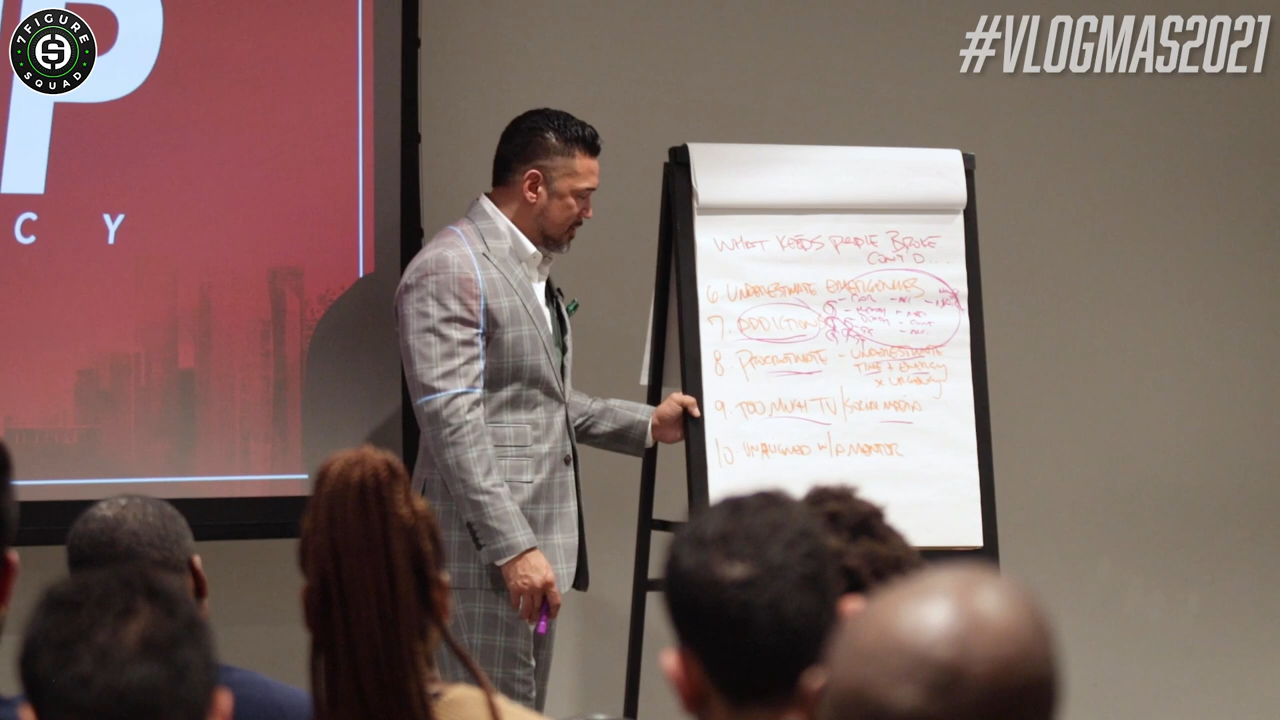 7FIGURE
SQUAD
#VLOGMAS2021
P
C Y
WHAT KEEPS PEOPLE BROKE
CONT'D...
6. UNDERESTIMATE EMERGENCIES
7. ADDICTION
8 PROCRASTINATE - UNDERESTIMATE
TIME + ENERGY
x URGENCY
9. TOO MUCH TV/SOCIAL MEDIA
10. UNALIGNED W/A MENTOR